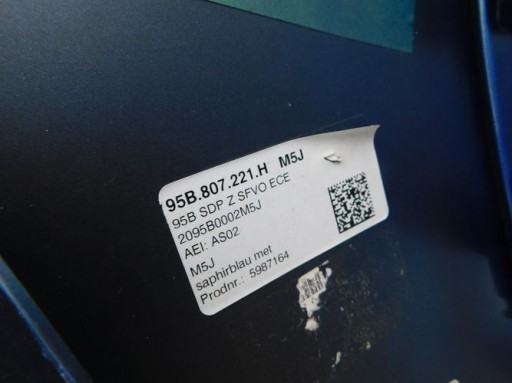 95B.807.221.H M5J
95B SDP Z SFVO ECE
2095B0002M5J
AEI: AS02
M5J
saphirblau met
Prodnr.: 5987164